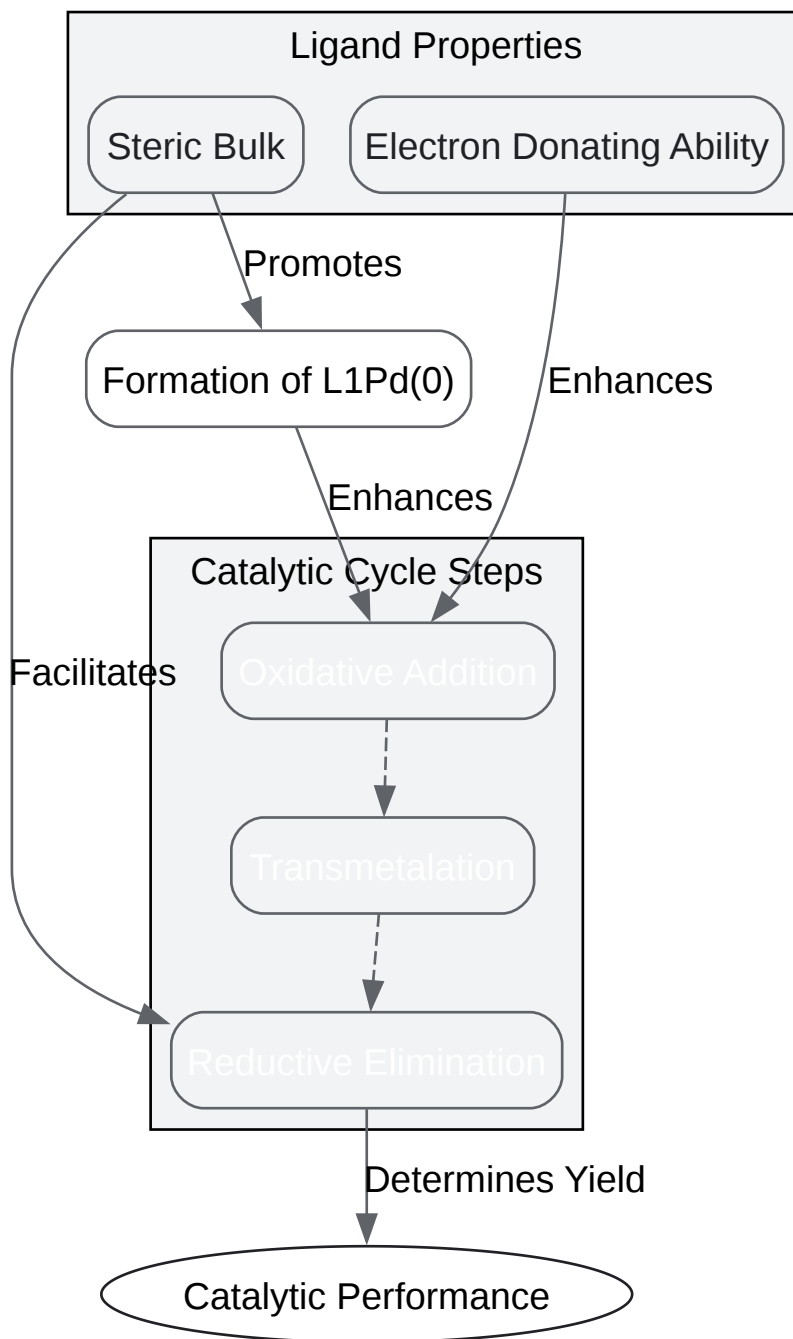 Ligand Properties
Steric Bulk
Electron Donating Ability
Promotes
Formation of L1Pd(0)
Enhances
Enhances
Catalytic Cycle Steps
Oxidative Addition
Facilitates
Transmetalation
Reductive Elimination
Determines Yield
Catalytic Performance